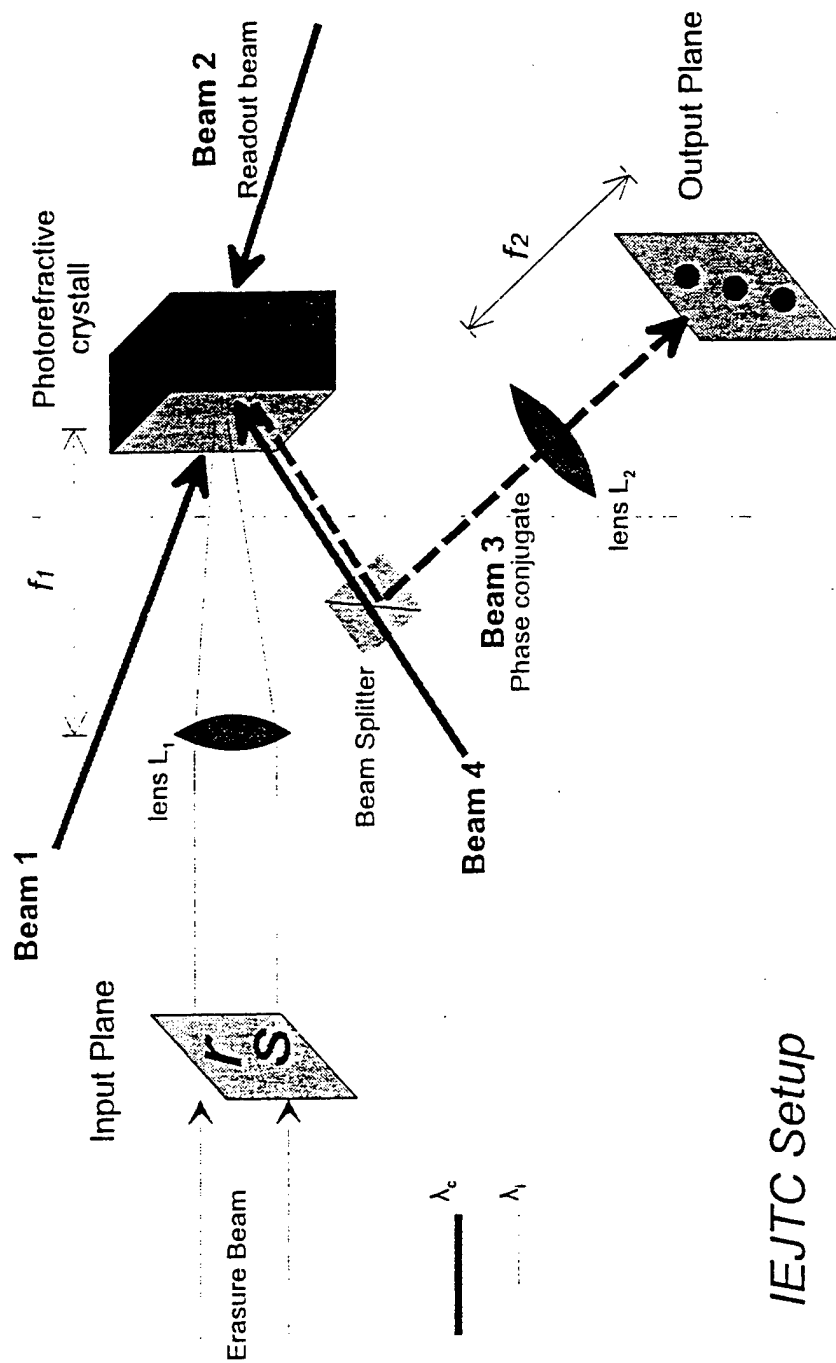 Beam 1
Input Plane
r
s
Erasure Beam
λc
λi
lens L1
f1
Photorefractive
crystall
Beam 2
Readout beam
Beam Splitter
Beam 4
Beam 3
Phase conjugate
lens L2
f2
Output Plane
IEJTC Setup